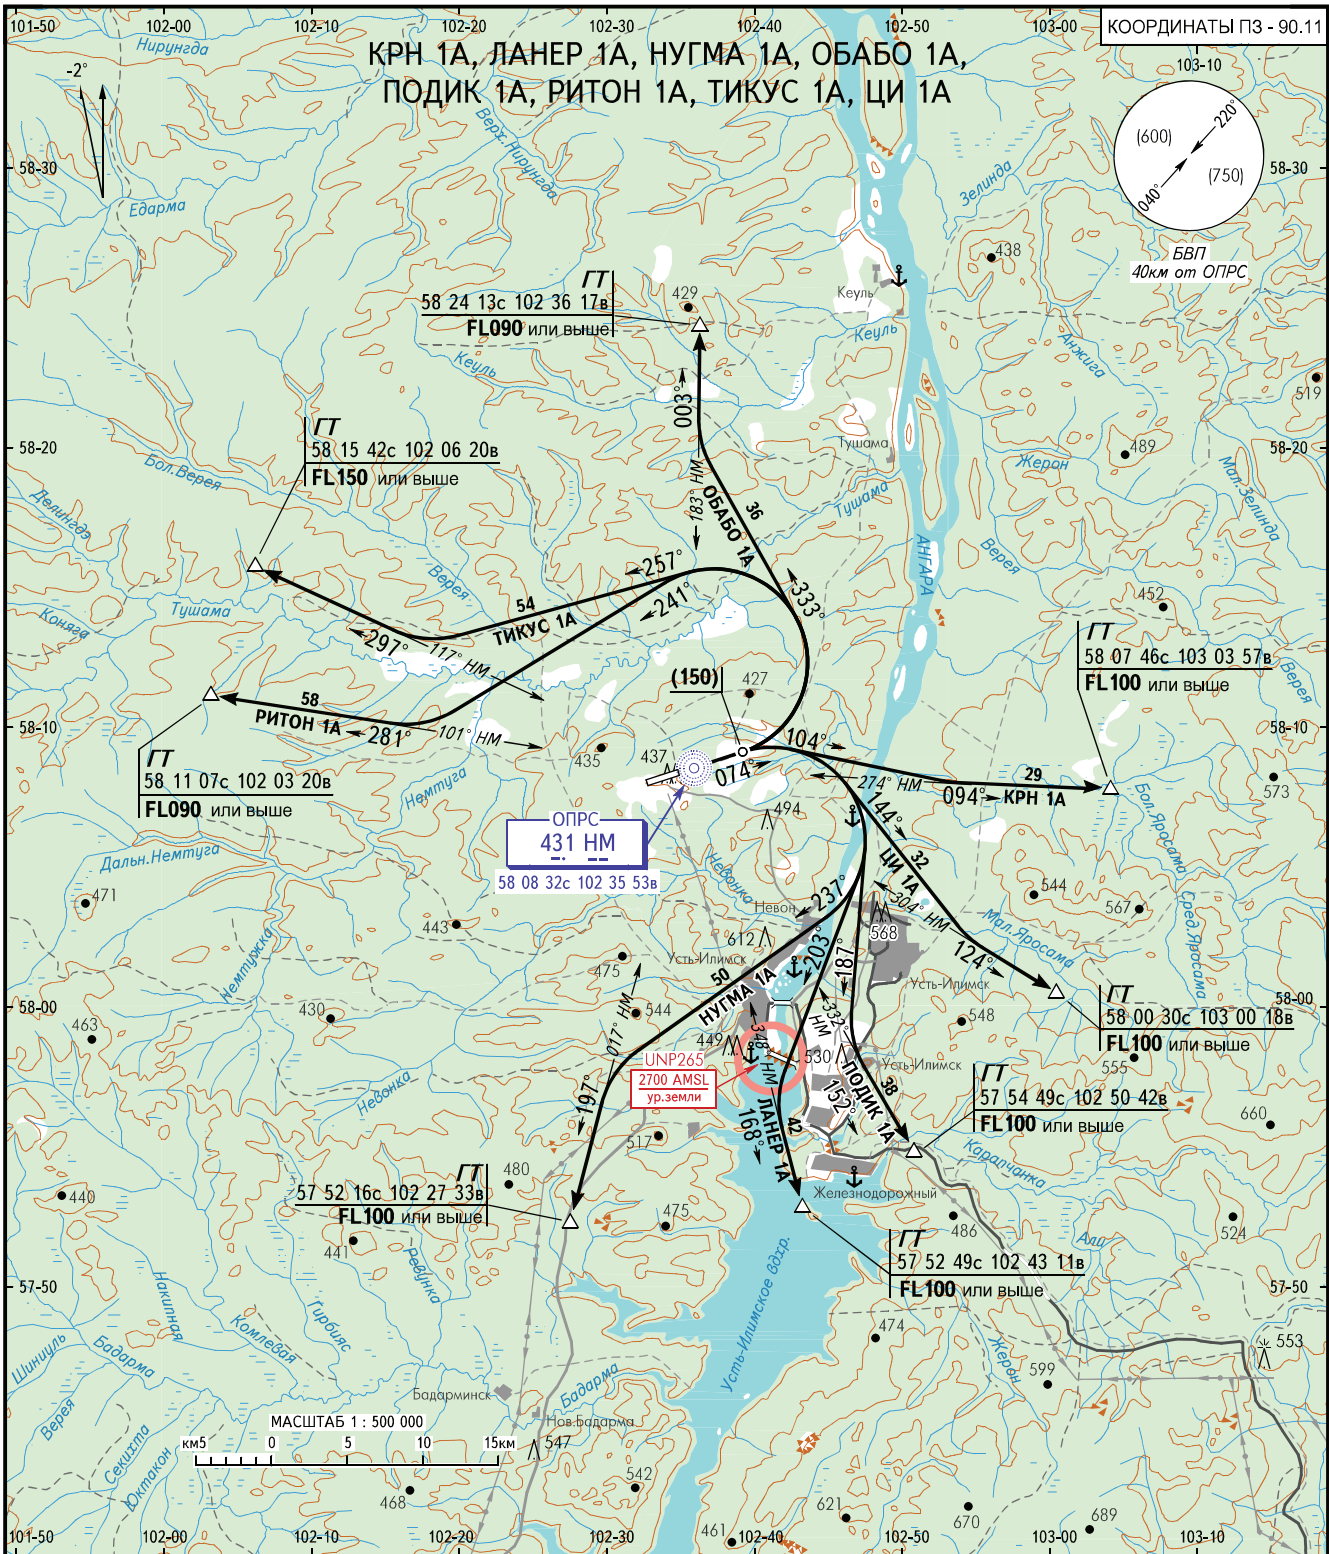 101-50
102-00
102-10
102-20
102-30
102-40
102-50
103-00
КООРДИНАТЫ ПЗ - 90.11
103-10
КРН 1А, ЛАНЕР 1А, НУГМА 1А, ОБАБО 1А,
ПОДИК 1А, РИТОН 1А, ТИКУС 1А, ЦИ 1А
-2°
Нирунгда
Верх.Нирунгда
Едарма
58-30
58-30
Зелинда
(600)
220°
(750)
040°
БВП
40км от ОПРС
438
Кеуль
Кеуль
Кеуль
Анжига
519
ГТ
58 24 13с 102 36 17в
FL090 или выше
429
003°
183° НМ
ОБАБО 1А
36
333°
ГТ
58 15 42с 102 06 20в
FL150 или выше
58-20
58-20
Бол.Верея
Делингдэ
Тушама
Тушама
Жерон
489
Мал.Зелинда
АНГАРА
Верея
452
Верея
Верея
Коняга
Тушама
257°
241°
54
ТИКУС 1А
297°
117° НМ
58
РИТОН 1А
281°
101° НМ
ГТ
58 07 46с 103 03 57в
FL100 или выше
(150)
427
58-10
58-10
ГТ
58 11 07с 102 03 20в
FL090 или выше
435
437
074°
104°
274° НМ
094°
29
КРН 1А
573
Немтуга
494
144°
32
ЦИ 1А
304° НМ
124°
ОПРС
431 НМ
58 08 32с 102 35 53в
Дальн.Немтуга
471
443
Немтужка
Невонка
Невон
237°
568
544
567
Бол.Яросама
Сред.Яросама
Мал.Яросама
612
475
Усть-Илимск
50
НУГМА 1А
203°
187°
Усть-Илимск
58-00
58-00
463
430
544
548
017° НМ
197°
449
348° НМ
332° НМ
530
Усть-Илимск
555
ГТ
58 00 30с 103 00 18в
FL100 или выше
UNP265
2700 AMSL
ур.земли
Невонка
517
168°
42
ЛАНЕР 1А
152°
38
ПОДИК 1А
ГТ
57 54 49с 102 50 42в
FL100 или выше
660
Карапчанка
ГТ
57 52 16с 102 27 33в
FL100 или выше
480
440
441
475
Железнодорожный
486
Али
524
ГТ
57 52 49с 102 43 11в
FL100 или выше
57-50
57-50
Усть-Илимское вдхр.
Накипная
Ревунка
Гирбияс
Комлевая
Шиниуль
Бадарма
Верея
Секихта
Юктакон
474
Жерон
599
553
Бадарминск
Бадарма
Нов.Бадарма
547
МАСШТАБ 1 : 500 000
км5
0
5
10
15км
468
542
461
621
670
689
101-50
102-00
102-10
102-20
102-30
102-40
102-50
103-00
103-10